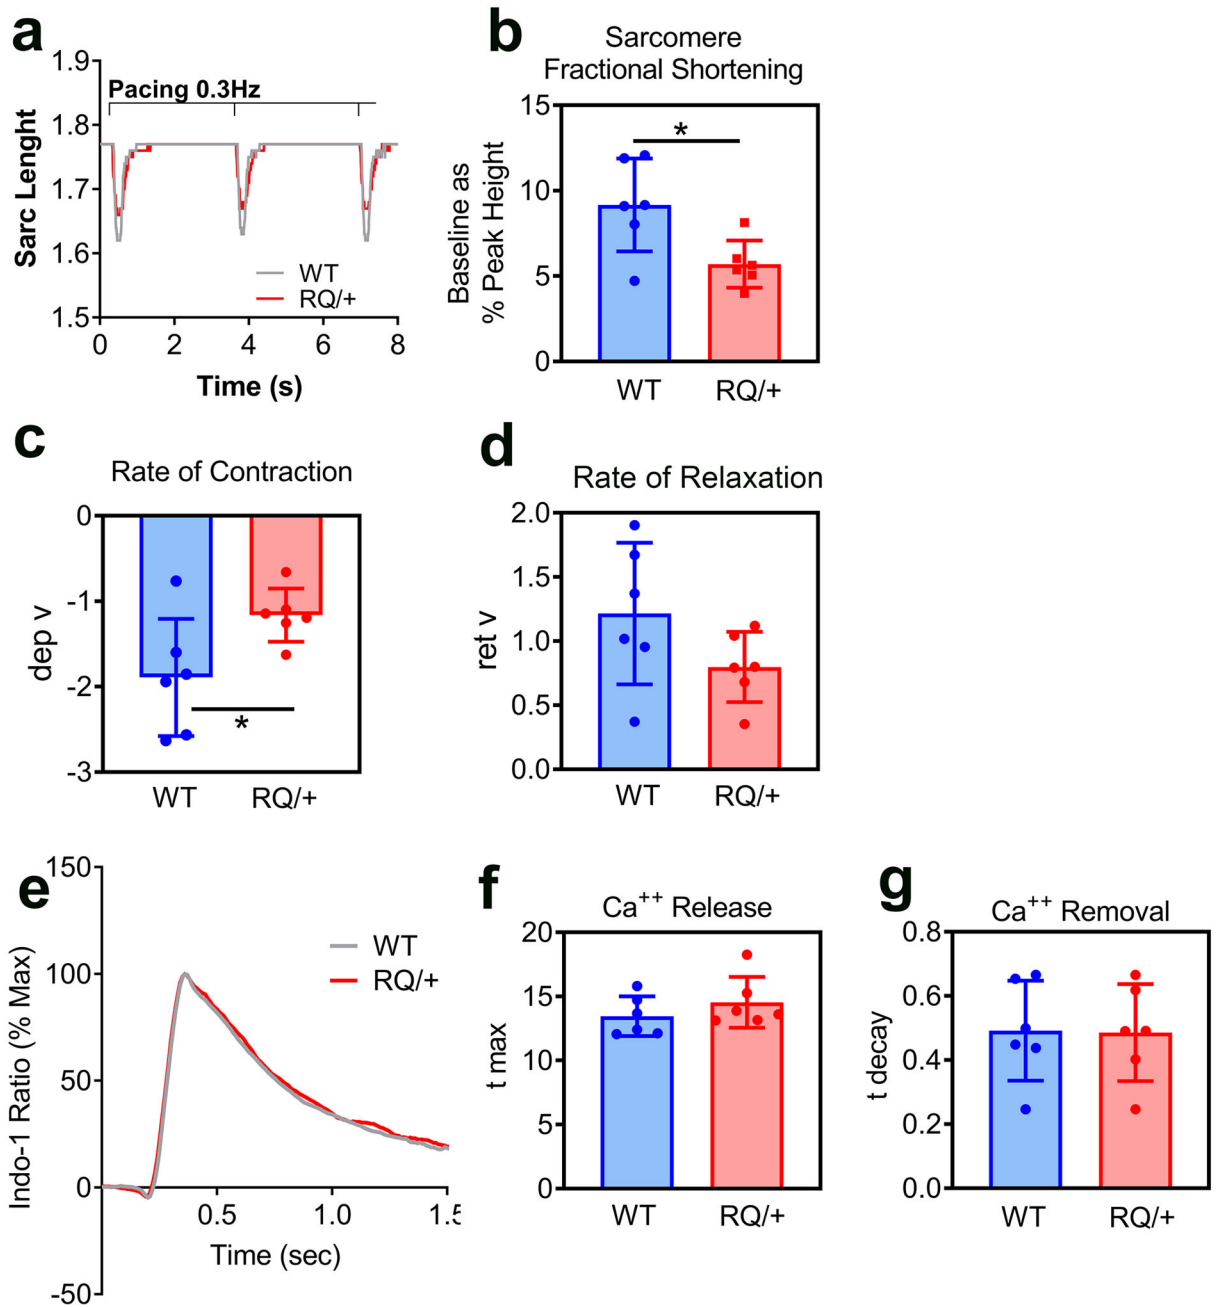 a
1.9
Pacing 0.3Hz
1.8
1.7
1.6
1.5
Sarc Lenght
WT
RQ/+
0 2 4 6 8
Time (s)
b
Sarcomere
Fractional Shortening
15
*
10
5
0
Baseline as
% Peak Height
WT RQ/+
c
Rate of Contraction
0
-1
-2
-3
dep v
*
WT RQ/+
d
Rate of Relaxation
2.0
1.5
1.0
0.5
0.0
ret v
WT RQ/+
e
150
100
50
0
-50
Indo-1 Ratio (% Max)
WT
RQ/+
0.5 1.0 1.5
Time (sec)
f
Ca++ Release
20
15
10
5
0
t max
WT RQ/+
g
Ca++ Removal
0.8
0.6
0.4
0.2
0.0
t decay
WT RQ/+